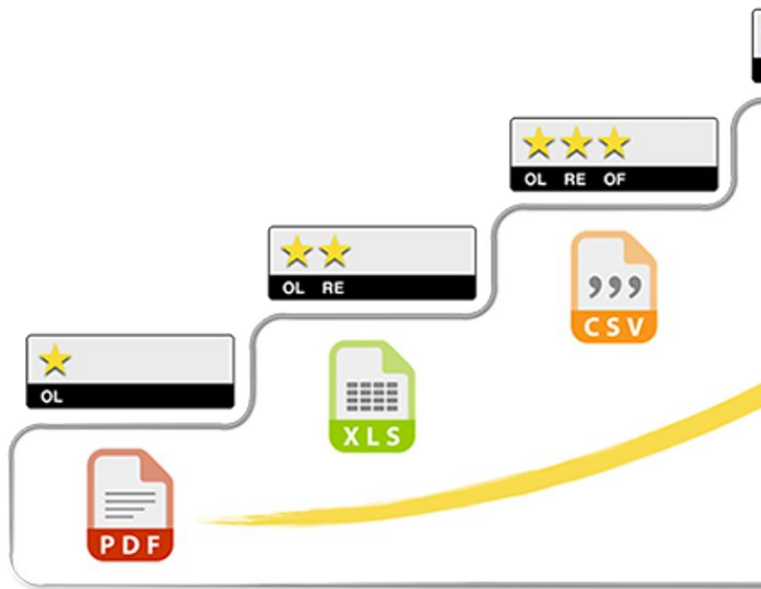 OL RE OF
OL RE
,,,
CSV
OL
XLS
PDF